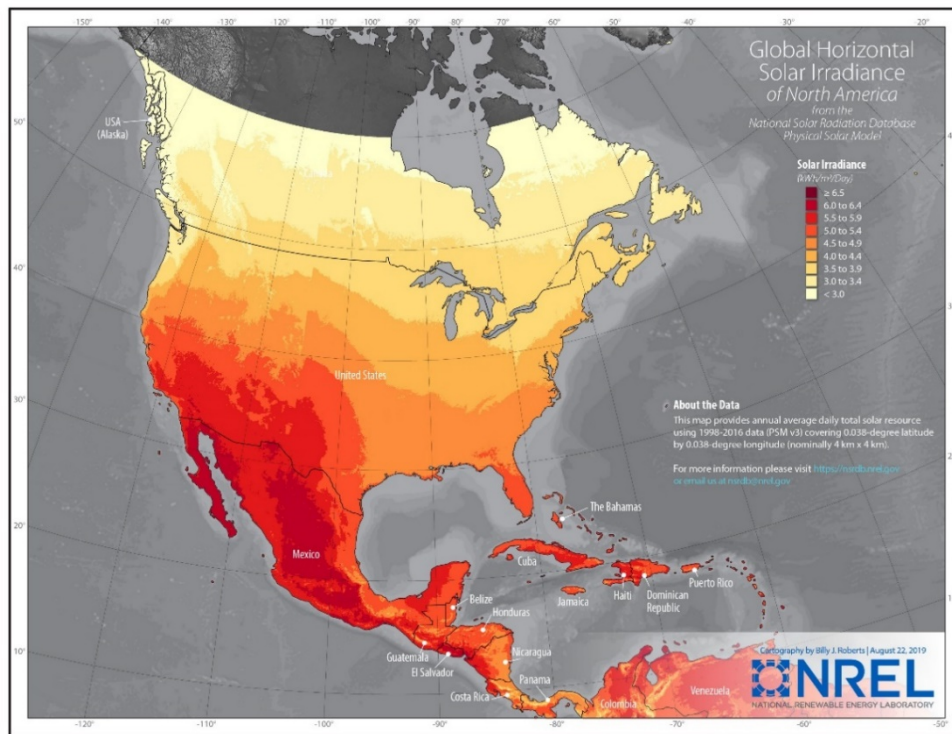 -150°
-140°
-130°
-120°
-110°
-100°
-90°
-80°
-70°
-60°
-50°
-40°
-30°
-20°
Global Horizontal
Solar Irradiance
of North America
from the
National Solar Radiation Database
Physical Solar Model
USA
(Alaska)
50°
40°
30°
20°
10°
Solar Irradiance
(kWh/m²/Day)
≥ 6.5
6.0 to 6.4
5.5 to 5.9
5.0 to 5.4
4.5 to 4.9
4.0 to 4.4
3.5 to 3.9
3.0 to 3.4
< 3.0
United States
About the Data
This map provides annual average daily total solar resource
using 1998-2016 data (PSM v3) covering 0.038-degree latitude
by 0.038-degree longitude (nominally 4 km x 4 km).
For more information please visit https://nsrdb.nrel.gov
or email us at nsrdb@nrel.gov
The Bahamas
Mexico
Cuba
Jamaica
Haiti
Dominican
Republic
Puerto Rico
Belize
Honduras
Guatemala
El Salvador
Nicaragua
Costa Rica
Panama
Colombia
Venezuela
Cartography by Billy J. Roberts | August 22, 2019
NREL
NATIONAL RENEWABLE ENERGY LABORATORY
-120°
-110°
-100°
-90°
-80°
-70°
-60°
-50°